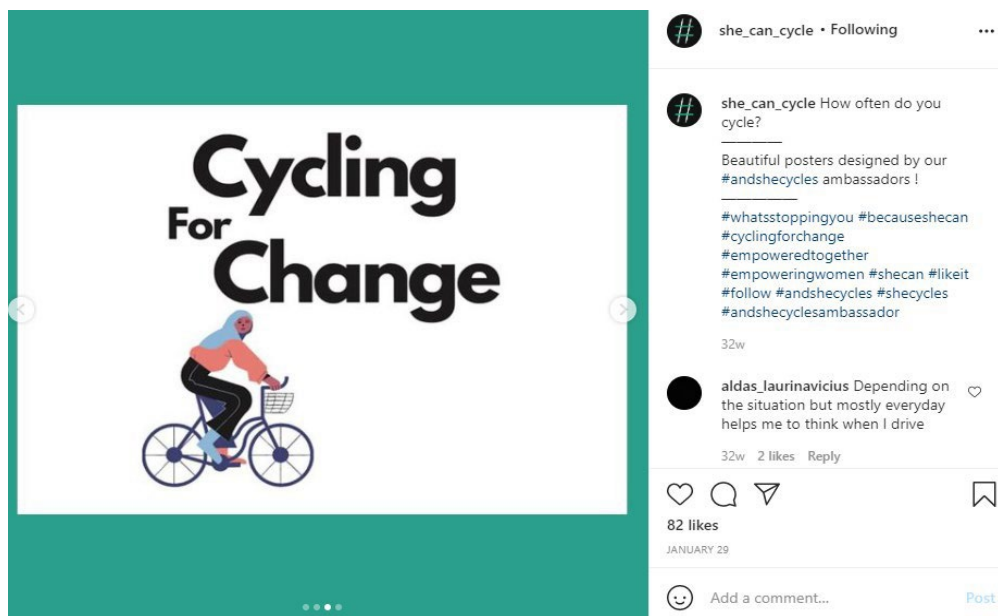 Cycling
For
Change
she_can_cycle • Following
she_can_cycle How often do you
cycle?
Beautiful posters designed by our
#andshecycles ambassadors !
#whatsstoppingyou #becauseshecan
#cyclingforchange
#empoweredtogether
#empoweringwomen #shecan #likeit
#follow #andshecycles #shecycles
#andshecyclesambassador
32w
aldas_laurinavicius Depending on
the situation but mostly everyday
helps me to think when I drive
32w 2 likes Reply
82 likes
JANUARY 29
Add a comment... Post